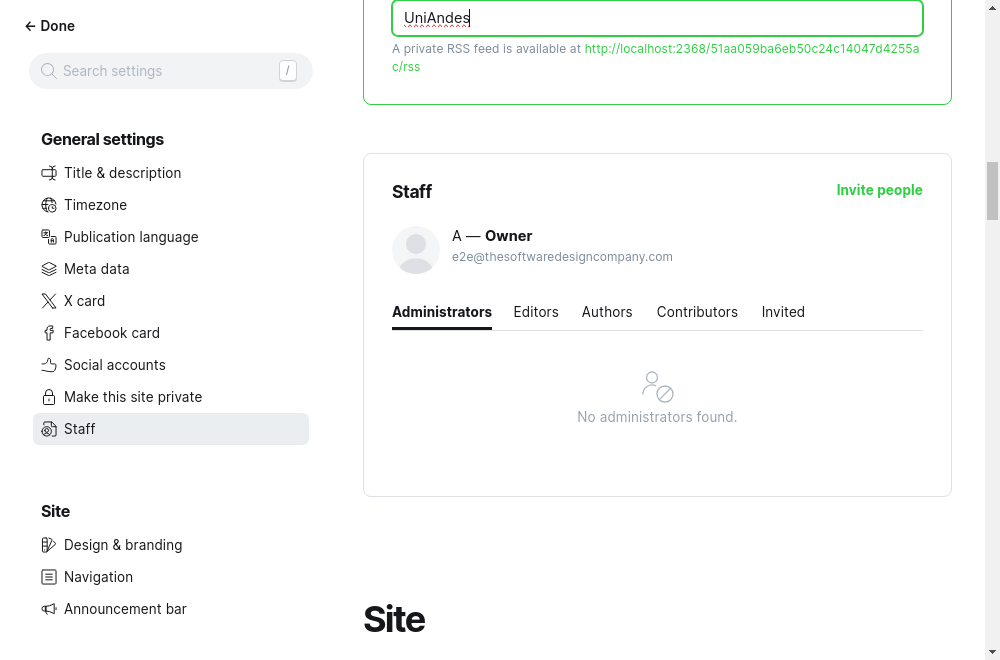 Done
Search settings
/
General settings
Title & description
Timezone
Publication language
Meta data
X card
Facebook card
Social accounts
Make this site private
Staff
Site
Design & branding
Navigation
Announcement bar
UniAndes
A private RSS feed is available at http://localhost:2368/51aa059ba6eb50c24c14047d4255a
c/rss
Staff
Invite people
A — Owner
e2e@thesoftwaredesigncompany.com
Administrators Editors Authors Contributors Invited
No administrators found.
Site